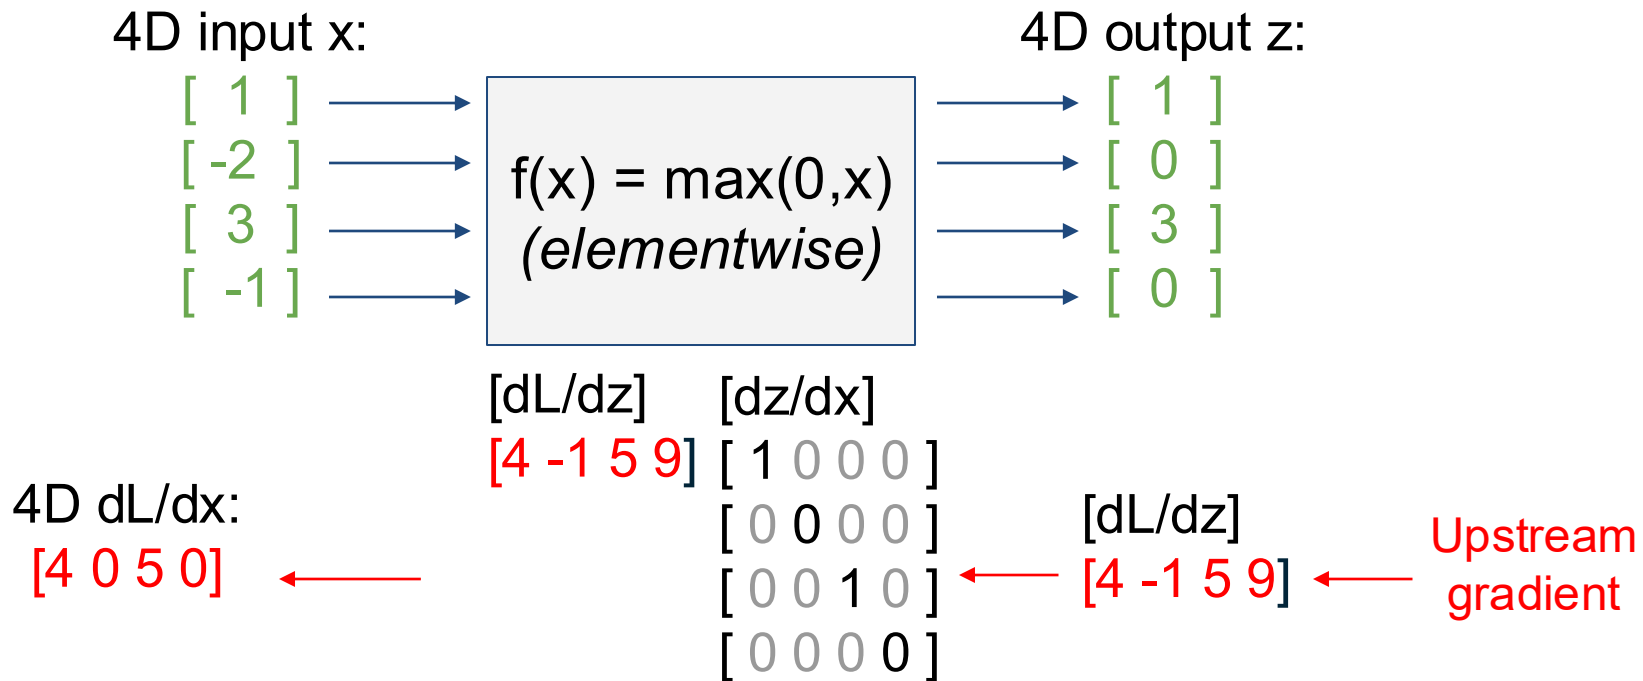 4D input x:
[ 1 ]
[ -2 ]
[ 3 ]
[ -1 ]
f(x) = max(0,x)
(elementwise)
4D output z:
[ 1 ]
[ 0 ]
[ 3 ]
[ 0 ]
4D dL/dx:
[4 0 5 0]
[dL/dz]
[4 -1 5 9]
[dz/dx]
[ 1 0 0 0 ]
[ 0 0 0 0 ]
[ 0 0 1 0 ]
[ 0 0 0 0 ]
[dL/dz]
[4 -1 5 9]
Upstream
gradient